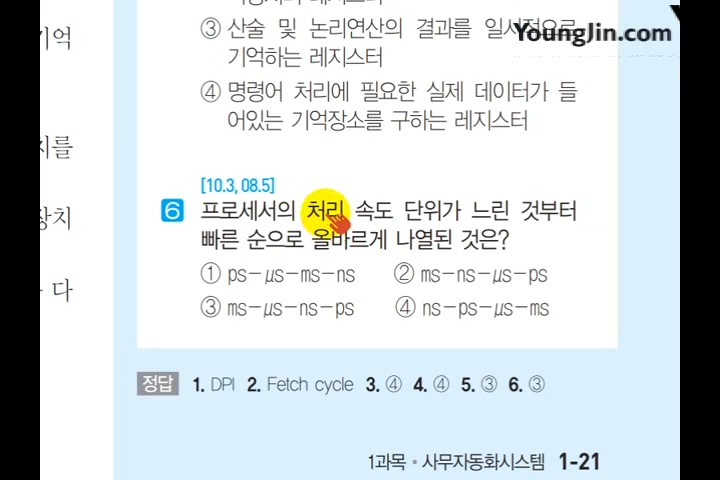 ③ 산술 및 논리연산의 결과를 일시적으로
YoungJin.com
기억
기억하는 레지스터
④ 명령어 처리에 필요한 실제 데이터가 들
어있는 기억장소를 구하는 레지스터
치를
[10.3, 08.5]
6 프로세서의 처리 속도 단위가 느린 것부터
장치
빠른 순으로 올바르게 나열된 것은?
① ps-㎲-ms-ns ② ms-ns-㎲-ps
다
③ ms-㎲-ns-ps ④ ns-ps-㎲-ms
정답 1. DPI 2. Fetch cycle 3. ④ 4. ④ 5. ③ 6. ③
1과목 · 사무자동화시스템 1-21